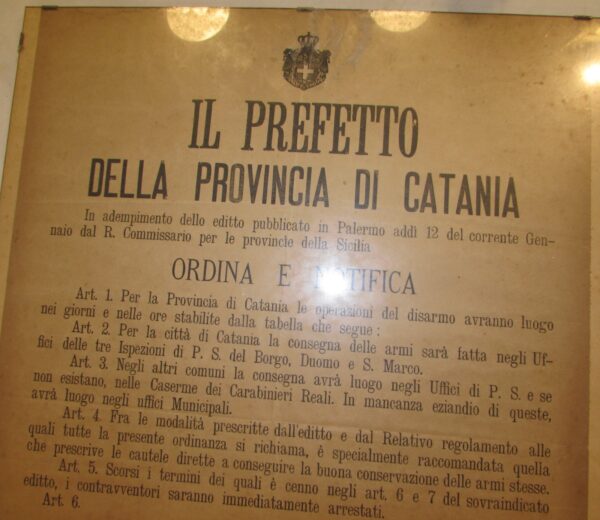 IL PREFETTO
DELLA PROVINCIA DI CATANIA
In adempimento dello editto pubblicato in Palermo addì 12 del corrente Gen-
naio dal R. Commissario per le provincie della Sicilia
ORDINA E NOTIFICA
Art. 1. Per la Provincia di Catania le operazioni del disarmo avranno luogo
nei giorni e nelle ore stabilite dalla tabella che segue:
Art. 2. Per la città di Catania la consegna delle armi sarà fatta negli Uf-
fici delle tre Ispezioni di P. S. del Borgo, Duomo e S. Marco.
Art. 3. Negli altri comuni la consegna avrà luogo negli Uffici di P. S. e se
non esistano, nelle Caserme dei Carabinieri Reali. In mancanza eziandio di queste,
avrà luogo negli uffici Municipali.
Art. 4. Fra le modalità prescritte dall'editto e dal Relativo regolamento alle
quali tutte la presente ordinanza si richiama, è specialmente raccomandata quella
che prescrive le cautele dirette a conseguire la buona conservazione delle armi stesse.
Art. 5. Scorsi i termini dei quali è cenno negli art. 6 e 7 del sovraindicato
editto, i contravventori saranno immediatamente arrestati.
Art. 6.